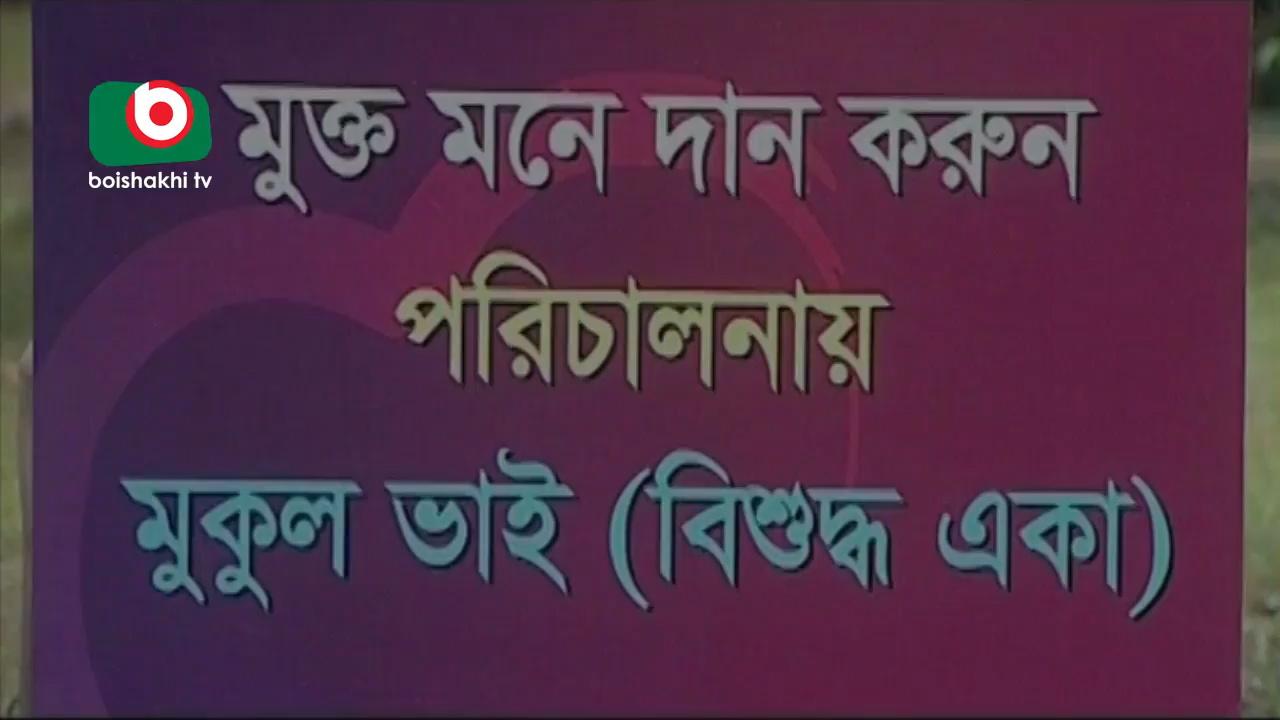 boishakhi tv
মুক্ত মনে দান করুন
পরিচালনায়
মুকুল ভাই (বিশুদ্ধ একা)